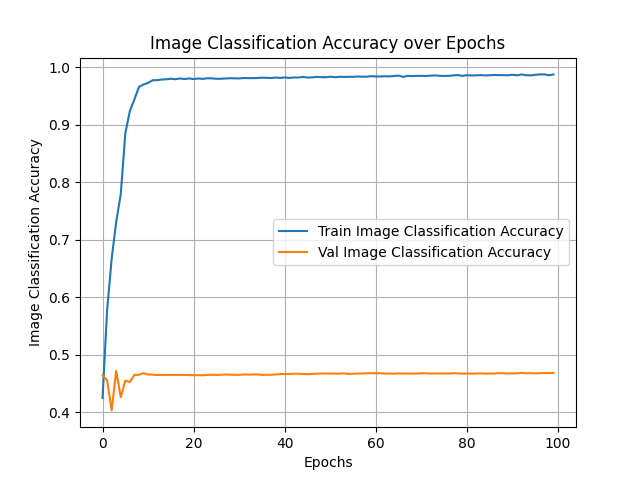 Image Classification Accuracy over Epochs
Image Classification Accuracy
1.0
0.9
0.8
0.7
0.6
0.5
0.4
Train Image Classification Accuracy
Val Image Classification Accuracy
0 20 40 60 80 100
Epochs